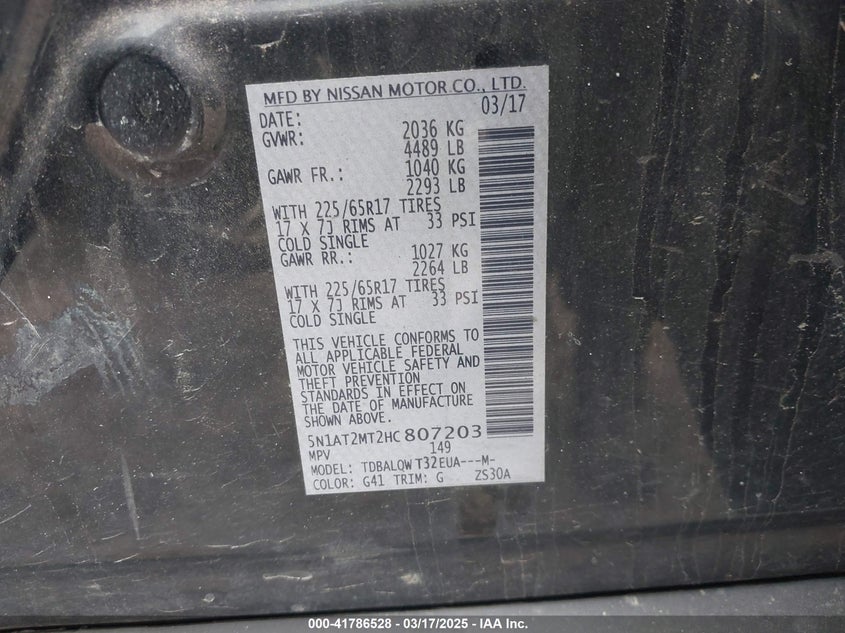 MFD BY NISSAN MOTOR CO., LTD.
DATE: 03/17
GVWR: 2036 KG
4489 LB
GAWR FR.: 1040 KG
2293 LB
WITH 225/65R17 TIRES
17 X 7J RIMS AT 33 PSI
COLD SINGLE
GAWR RR.: 1027 KG
2264 LB
WITH 225/65R17 TIRES
17 X 7J RIMS AT 33 PSI
COLD SINGLE
THIS VEHICLE CONFORMS TO
ALL APPLICABLE FEDERAL
MOTOR VEHICLE SAFETY AND
THEFT PREVENTION
STANDARDS IN EFFECT ON
THE DATE OF MANUFACTURE
SHOWN ABOVE.
5N1AT2MT2HC807203
MPV 149
MODEL: TDBALQW T32EUA---M-
COLOR: G41 TRIM: G ZS30A
000-41786528 - 03/17/2025 - IAA Inc.